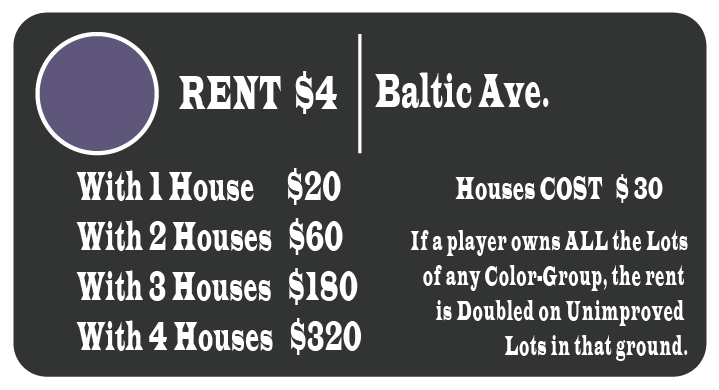 RENT $4
Baltic Ave.
With 1 House $20
With 2 Houses $60
With 3 Houses $180
With 4 Houses $320
Houses COST $ 30
If a player owns ALL the Lots
of any Color-Group, the rent
is Doubled on Unimproved
Lots in that ground.